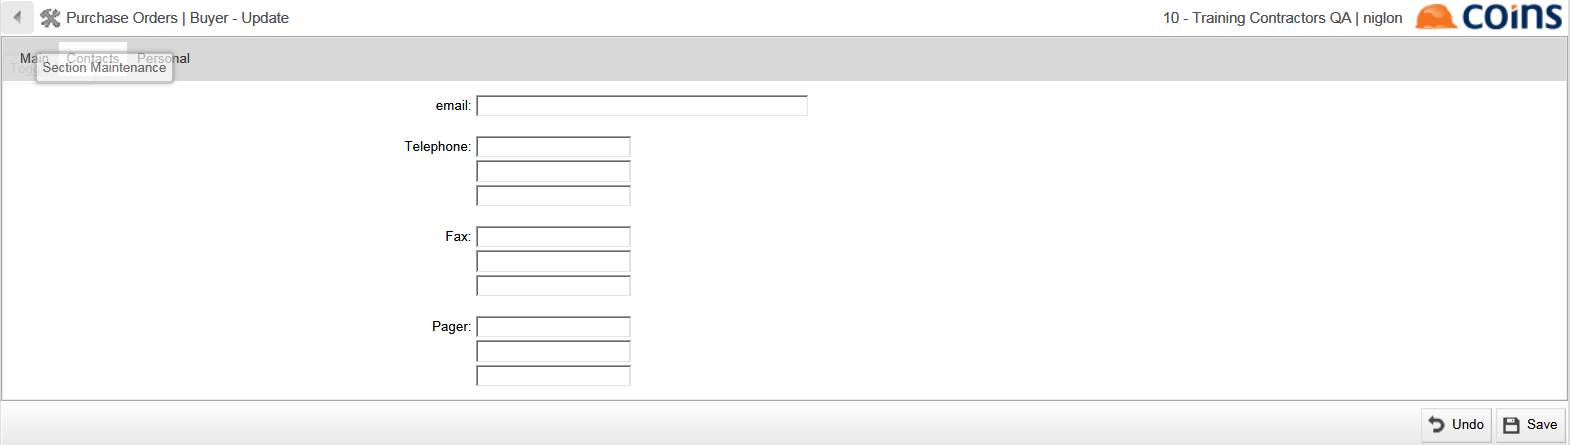 Purchase Orders | Buyer - Update
10 - Training Contractors QA | niglon
coins
Main Contacts Personal
Section Maintenance
email:
Telephone:
Fax:
Pager:
Undo Save